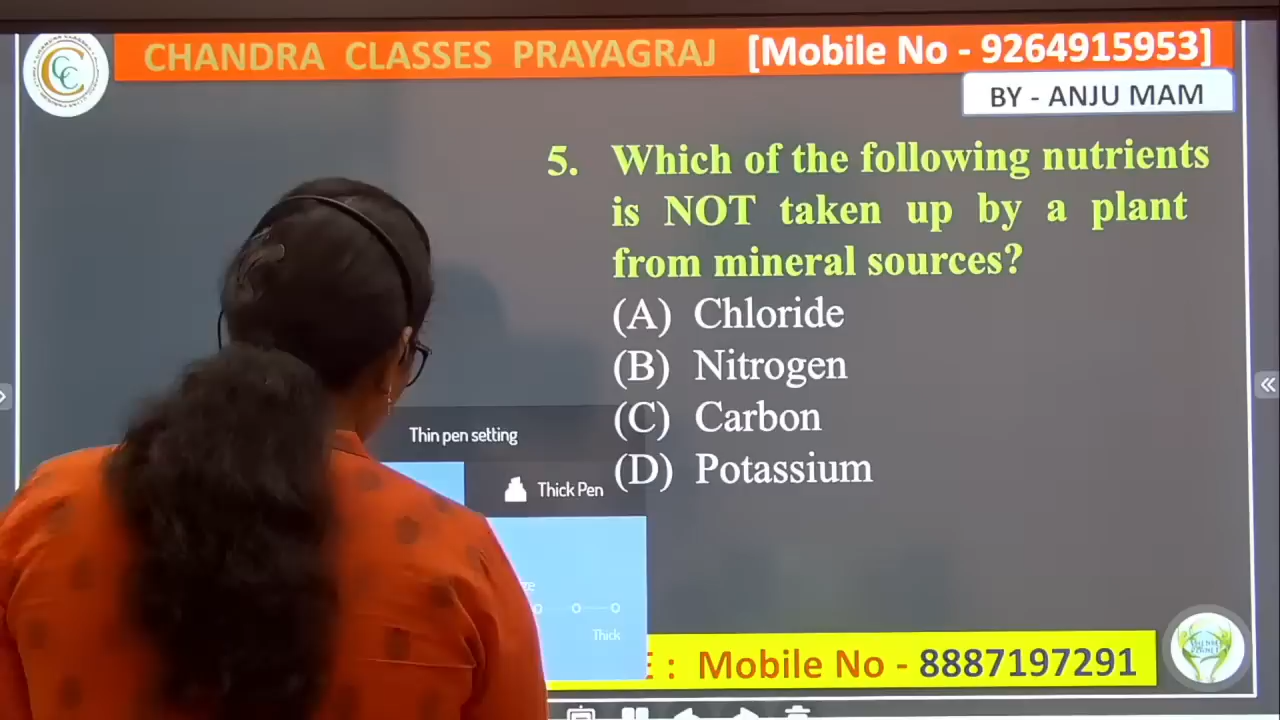 CHANDRA CLASSES PRAYAGRAJ [Mobile No - 9264915953]
BY - ANJU MAM
5. Which of the following nutrients
is NOT taken up by a plant
from mineral sources?
(A) Chloride
(B) Nitrogen
(C) Carbon
(D) Potassium
Thin pen setting
Thick Pen
Thick
: Mobile No - 8887197291